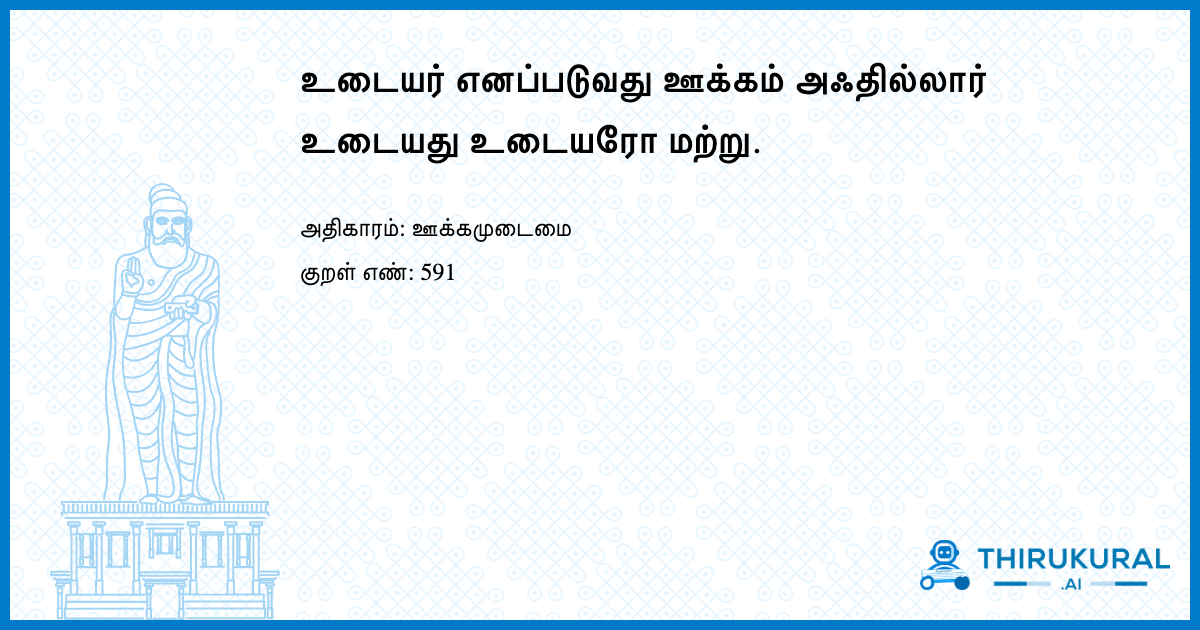 உடையர் எனப்படுவது ஊக்கம் அஃதில்லார்
உடையது உடையரோ மற்று.
அதிகாரம்: ஊக்கமுடைமை
குறள் எண்: 591
THIRUKURAL
.AI